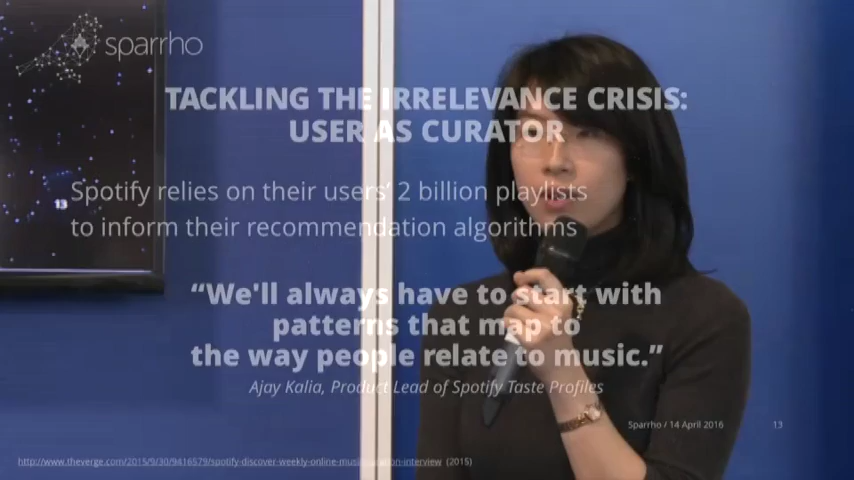 sparrho
TACKLING THE IRRELEVANCE CRISIS:
USER AS CURATOR
Spotify relies on their users' 2 billion playlists
13
to inform their recommendation algorithms
“We'll always have to start with
patterns that map to
the way people relate to music.”
Ajay Kalia, Product Lead of Spotify Taste Profiles
Sparrho / 14 April 2016 13
http://www.theverge.com/2015/9/30/9416579/spotify-discover-weekly-online-music-curation-interview (2015)